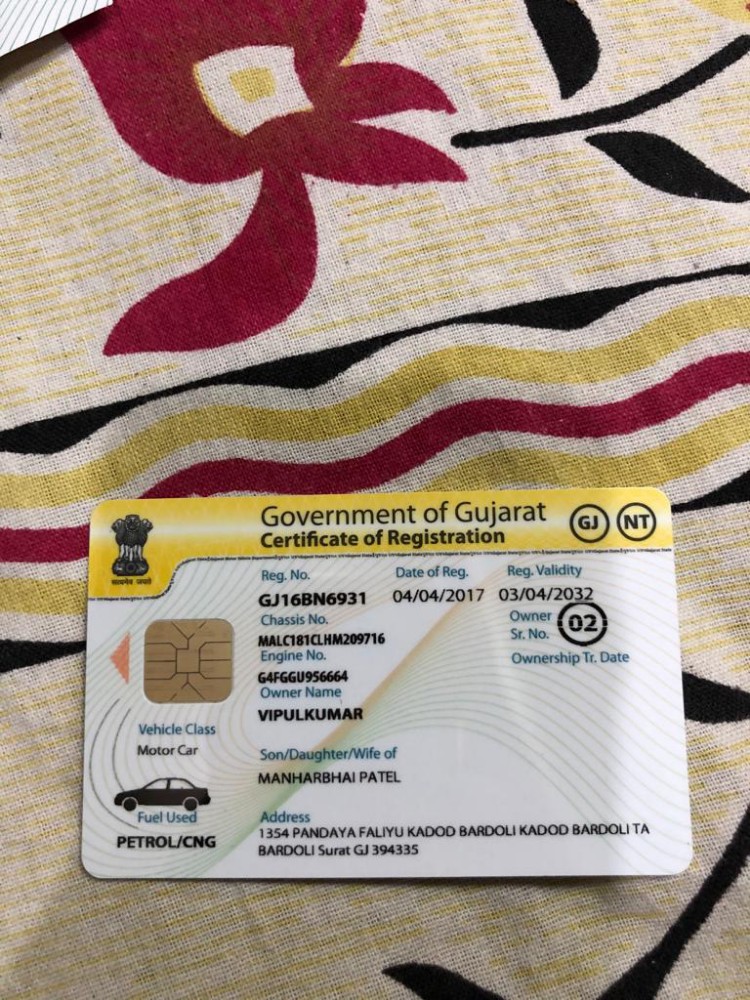 Government of Gujarat
Certificate of Registration
GJ NT
सत्यमेव जयते
Reg. No. Date of Reg. Reg. Validity
GJ16BN6931 04/04/2017 03/04/2032
Chassis No. Owner Sr. No. 02
MALC181CLHM209716
Engine No. Ownership Tr. Date
G4FGGU956664
Owner Name
VIPULKUMAR
Vehicle Class
Motor Car
Son/Daughter/Wife of
MANHARBHAI PATEL
Fuel Used
PETROL/CNG
Address
1354 PANDAYA FALIYU KADOD BARDOLI KADOD BARDOLI TA
BARDOLI Surat GJ 394335